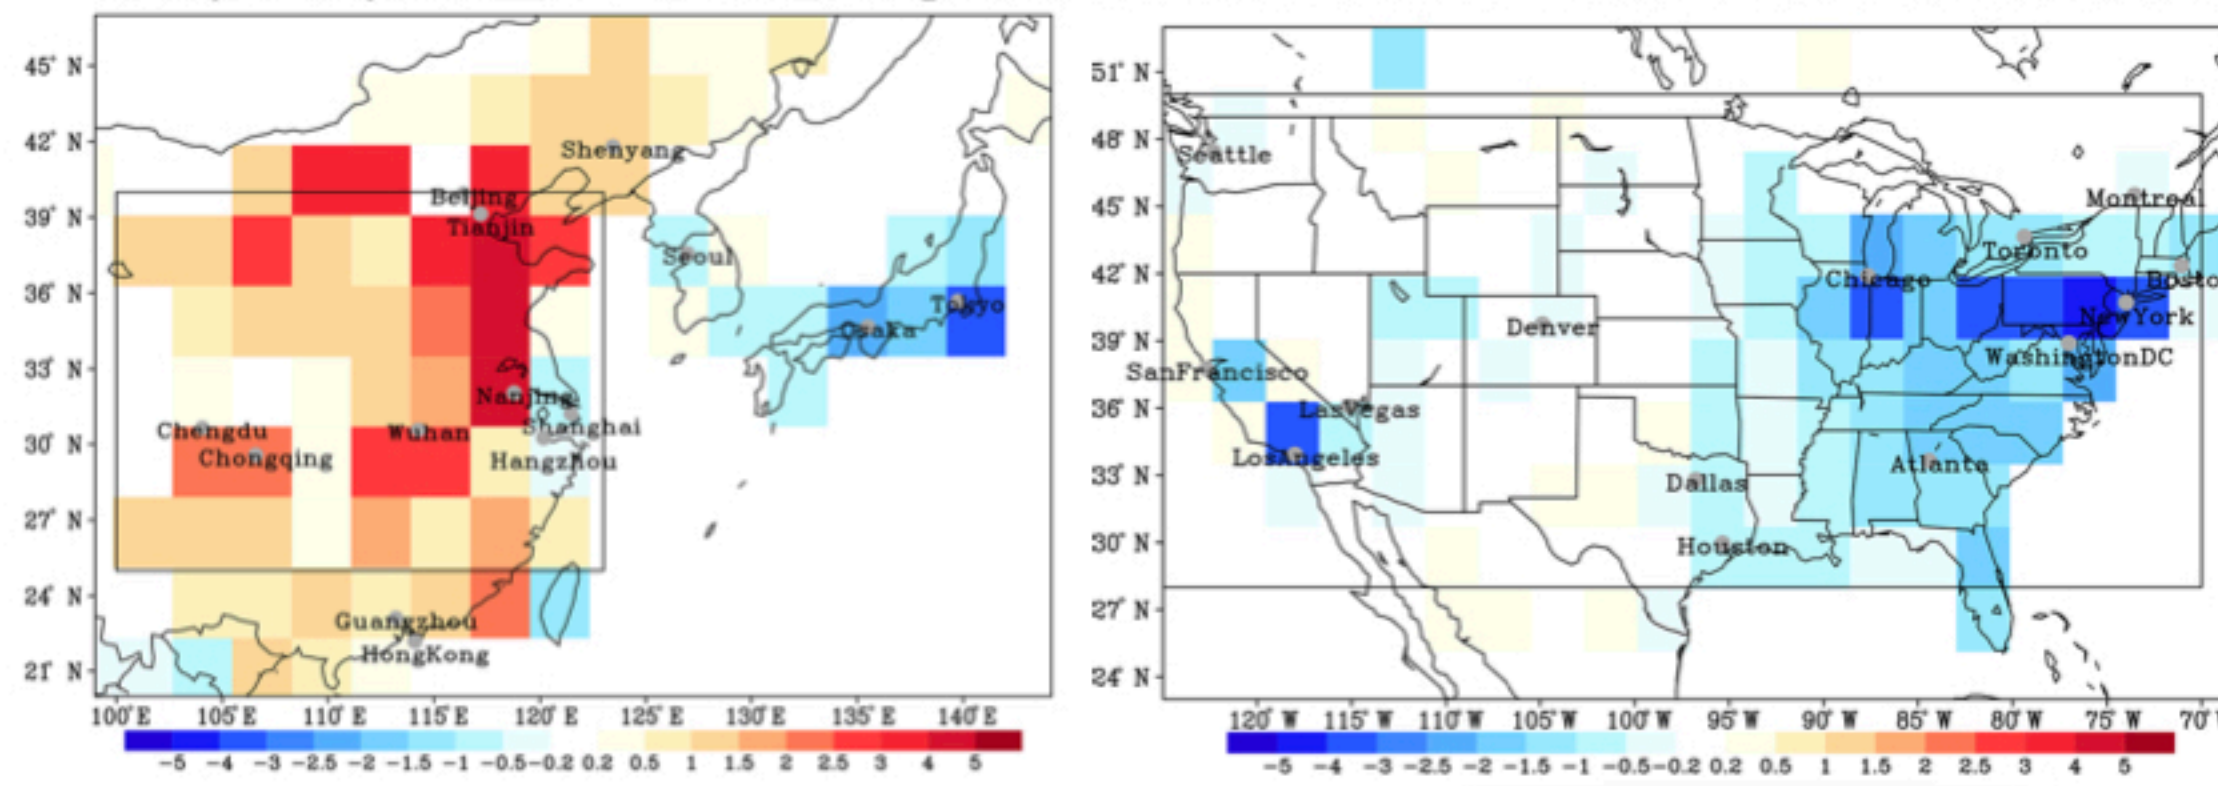 45° N
42° N
39° N
36° N
33° N
30° N
27° N
24° N
21° N
Shenyang
Beijing
Tianjin
Seoul
Tokyo
Osaka
Nanjing
Chengdu
Wuhan
Shanghai
Chongqing
Hangzhou
Guangzhou
HongKong
100°E 105°E 110°E 115°E 120°E 125°E 130°E 135°E 140°E
-5 -4 -3 -2.5 -2 -1.5 -1 -0.5 -0.2 0.2 0.5 1 1.5 2 2.5 3 4 5
51° N
48° N
45° N
42° N
39° N
36° N
33° N
30° N
27° N
24° N
Seattle
Montreal
Toronto
Chicago
Bosto
NewYork
Denver
WashingtonDC
SanFrancisco
LasVegas
LosAngeles
Atlanta
Dallas
Houston
120°W 115°W 110°W 105°W 100°W 95°W 90°W 85°W 80°W 75°W 70°
-5 -4 -3 -2.5 -2 -1.5 -1 -0.5 -0.2 0.2 0.5 1 1.5 2 2.5 3 4 5